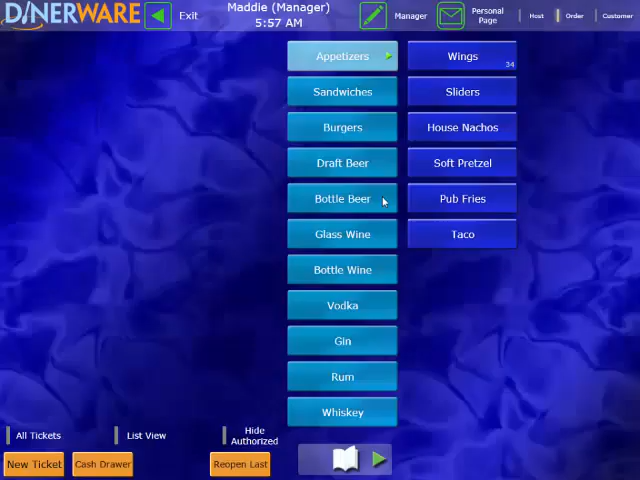 DINERWARE
Exit
Maddie (Manager)
5:57 AM
Manager
Personal
Page
Host
Order
Customer
Appetizers
Wings
34
Sandwiches
Sliders
Burgers
House Nachos
Draft Beer
Soft Pretzel
Bottle Beer
Pub Fries
Glass Wine
Taco
Bottle Wine
Vodka
Gin
Rum
Whiskey
All Tickets
List View
Hide
Authorized
New Ticket
Cash Drawer
Reopen Last